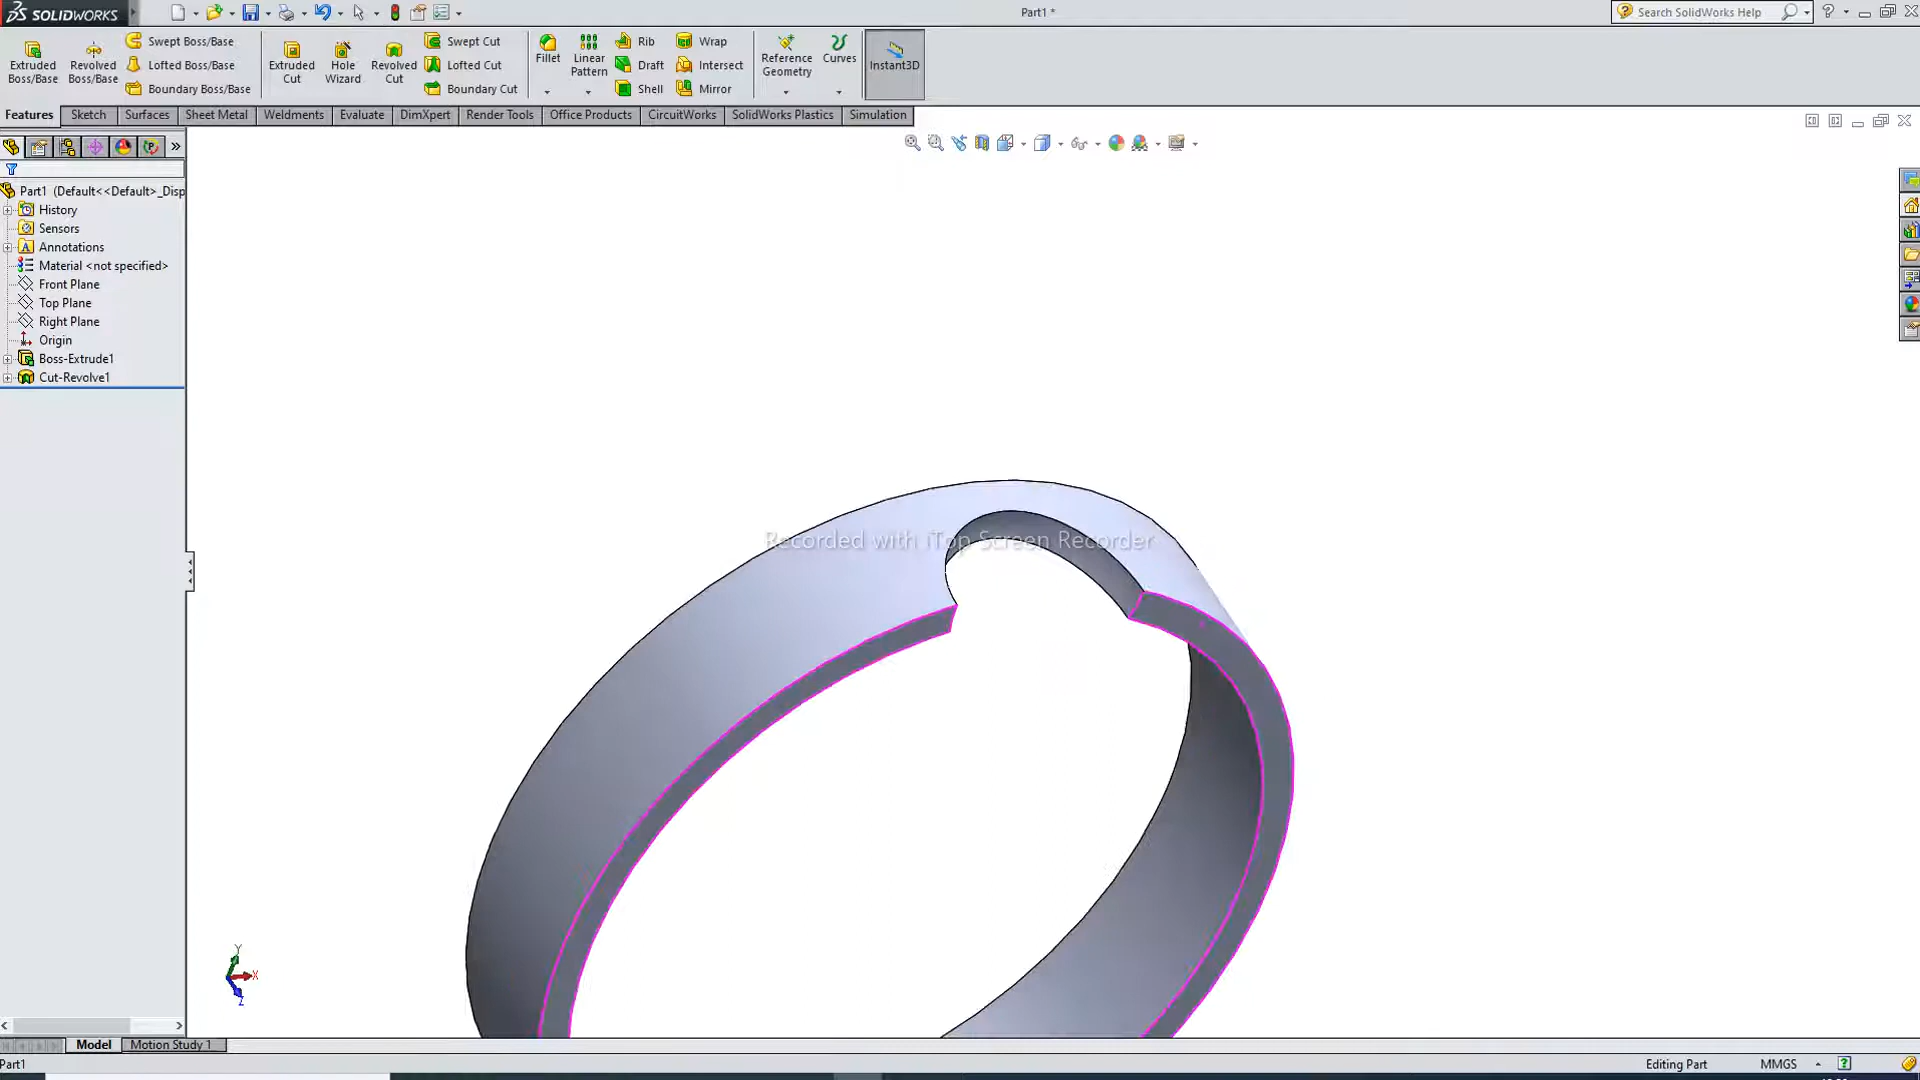 SOLIDWORKS
Part1 *
Search SolidWorks Help
Extruded Boss/Base
Revolved Boss/Base
Swept Boss/Base
Lofted Boss/Base
Boundary Boss/Base
Extruded Cut
Hole Wizard
Revolved Cut
Swept Cut
Lofted Cut
Boundary Cut
Fillet
Linear Pattern
Rib
Draft
Shell
Wrap
Intersect
Mirror
Reference Geometry
Curves
Instant3D
Features
Sketch
Surfaces
Sheet Metal
Weldments
Evaluate
DimXpert
Render Tools
Office Products
CircuitWorks
SolidWorks Plastics
Simulation
Part1 (Default<<Default>_Disp
History
Sensors
Annotations
Material <not specified>
Front Plane
Top Plane
Right Plane
Origin
Boss-Extrude1
Cut-Revolve1
Recorded with iTop Screen Recorder
Y
X
Z
Model
Motion Study 1
Part1
Editing Part
MMGS